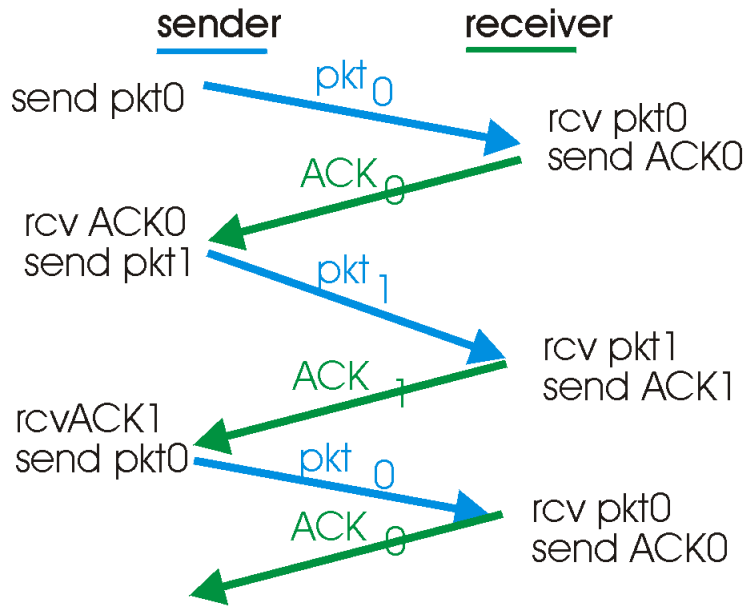 sender
receiver
send pkt0
pkt0
rcv pkt0
send ACK0
ACK0
rcv ACK0
send pkt1
pkt1
rcv pkt1
send ACK1
ACK1
rcvACK1
send pkt0
pkt0
rcv pkt0
send ACK0
ACK0